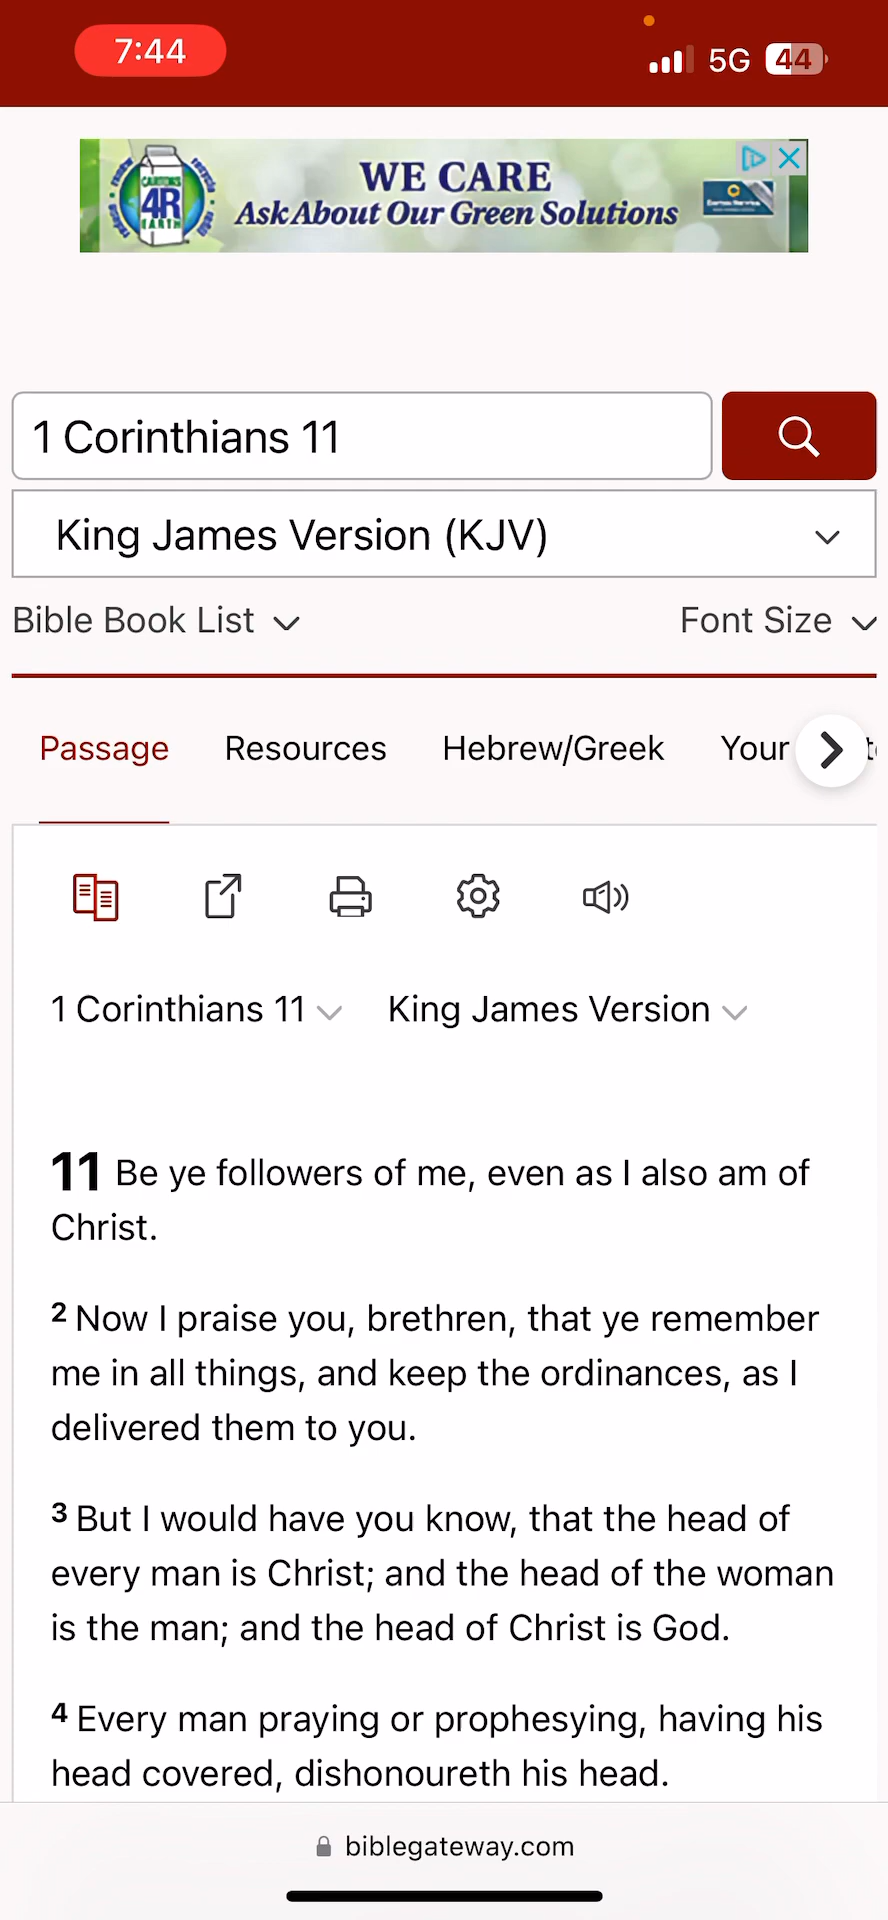 7:44
5G 44
WE CARE
Ask About Our Green Solutions
CARTONS
4R
EARTH
1 Corinthians 11
King James Version (KJV)
Bible Book List
Font Size
Passage Resources Hebrew/Greek Your
1 Corinthians 11 King James Version
11 Be ye followers of me, even as I also am of
Christ.
2 Now I praise you, brethren, that ye remember
me in all things, and keep the ordinances, as I
delivered them to you.
3 But I would have you know, that the head of
every man is Christ; and the head of the woman
is the man; and the head of Christ is God.
4 Every man praying or prophesying, having his
head covered, dishonoureth his head.
biblegateway.com